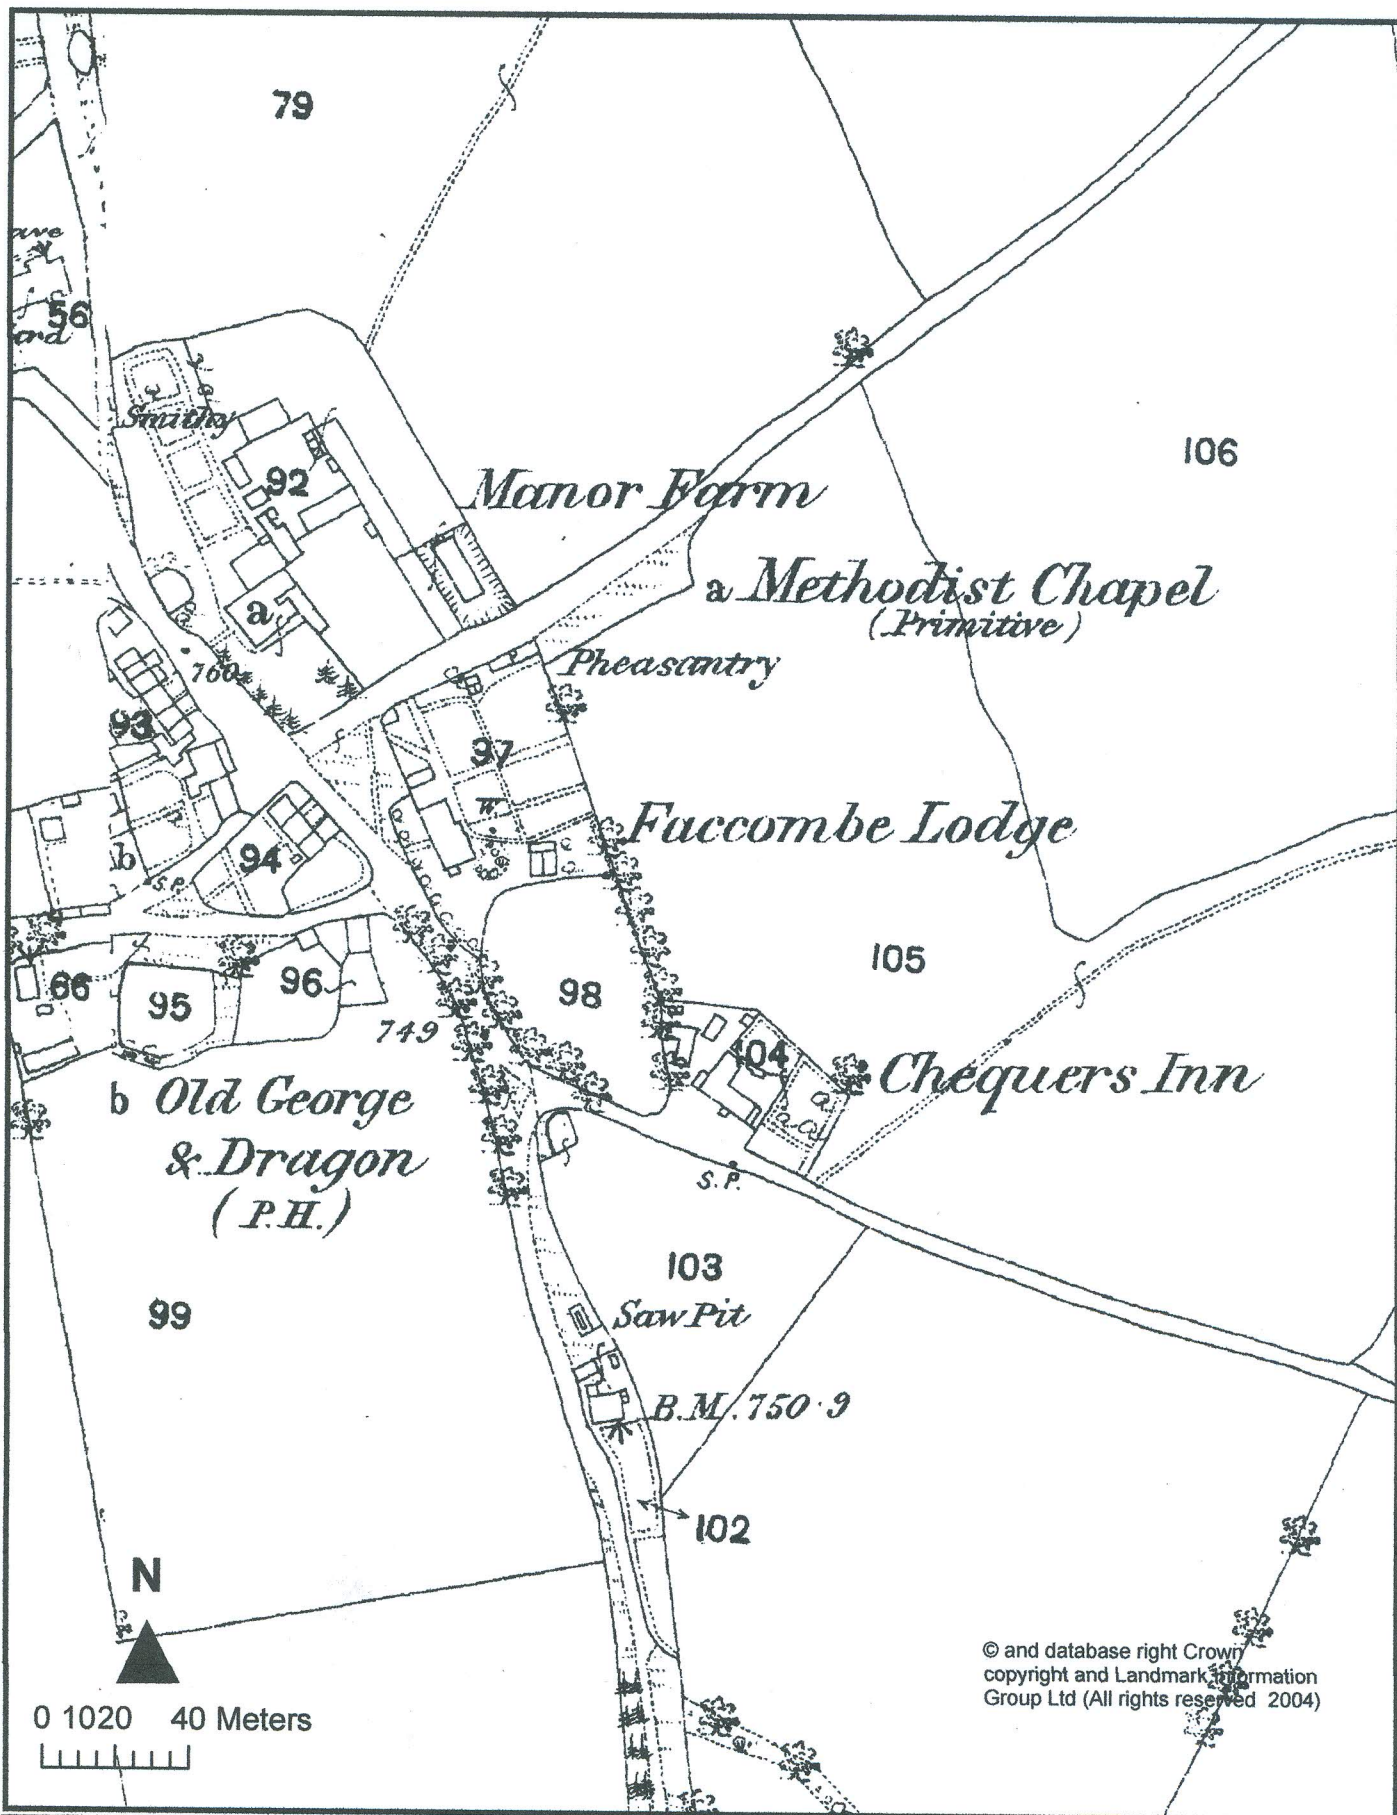 79
56
Smithy
92
Manor Farm
106
a
a Methodist Chapel
(Primitive)
Pheasantry
760
93
97
W
Faccombe Lodge
b
94
S.P.
105
66
95
96
98
749
104
Chequers Inn
b Old George
& Dragon
(P.H.)
S.P.
103
Saw Pit
99
B.M. 750·9
102
N
© and database right Crown
copyright and Landmark Information
Group Ltd (All rights reserved 2004)
0 1020 40 Meters